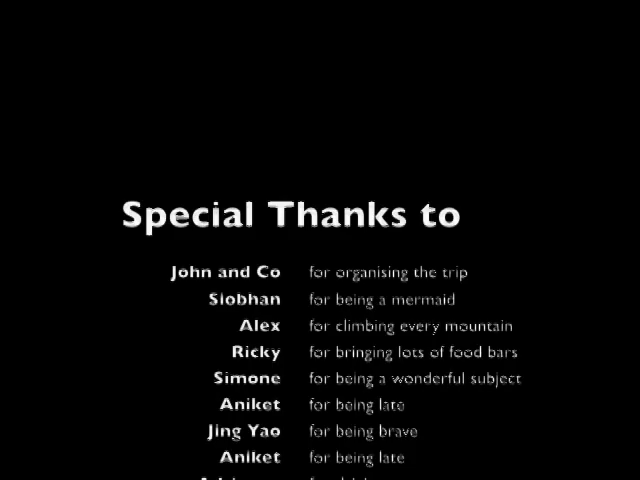 Special Thanks to
John and Co for organising the trip
Siobhan for being a mermaid
Alex for climbing every mountain
Ricky for bringing lots of food bars
Simone for being a wonderful subject
Aniket for being late
Jing Yao for being brave
Aniket for being late